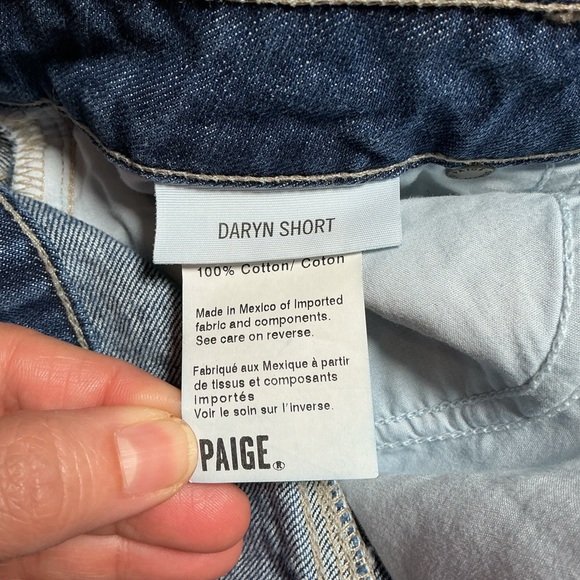 DARYN SHORT
100% Cotton/ Coton
Made in Mexico of Imported
fabric and components.
See care on reverse.
Fabriqué aux Mexique à partir
de tissus et composants
importés
Voir le soin sur l'inverse.
PAIGE®